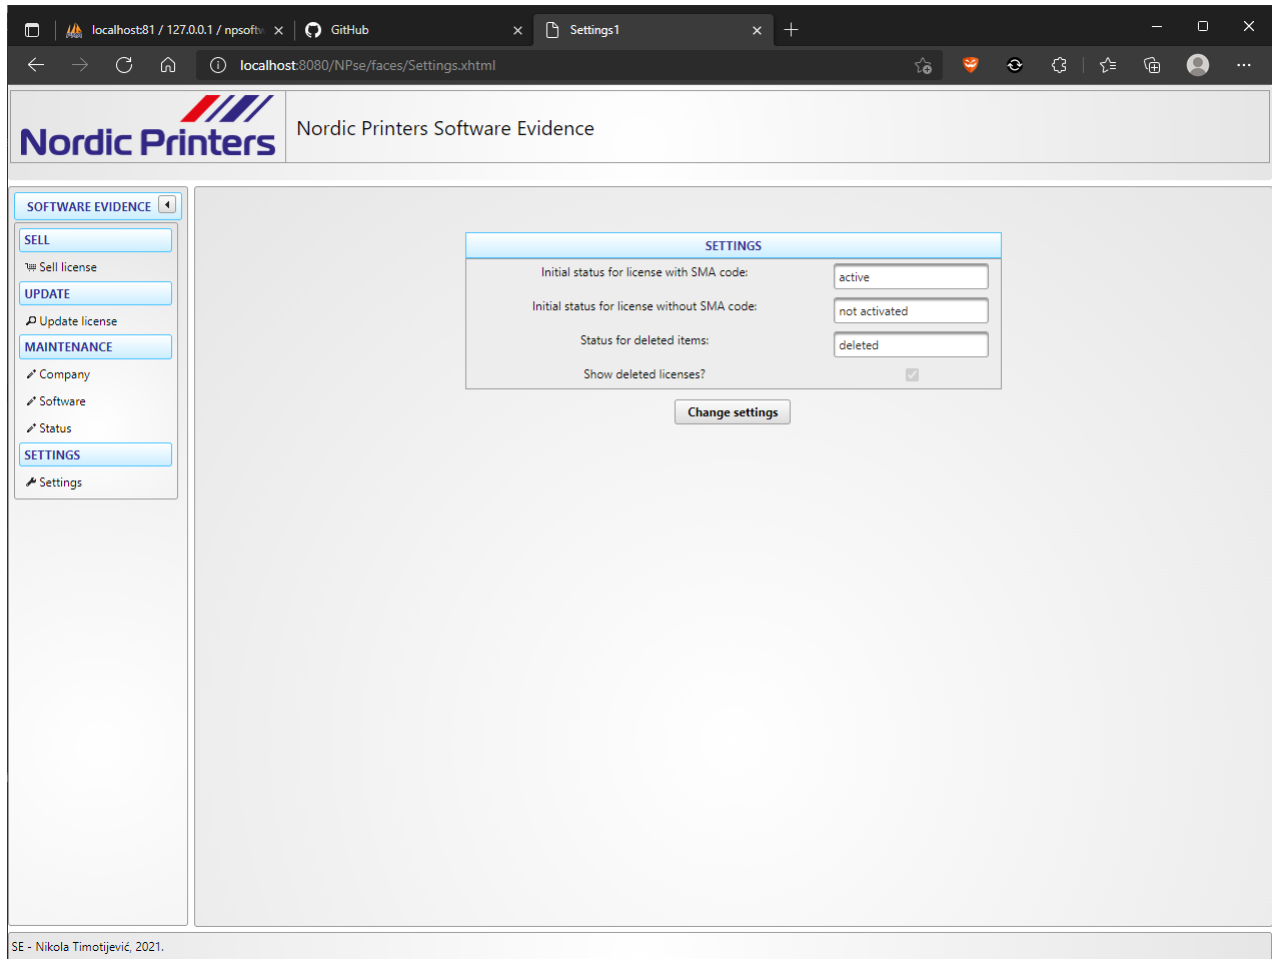 localhost:81 / 127.0.0.1 / npsoftw
GitHub
Settings1
localhost:8080/NPse/faces/Settings.xhtml
Nordic Printers
Nordic Printers Software Evidence
SOFTWARE EVIDENCE
SELL
Sell license
UPDATE
Update license
MAINTENANCE
Company
Software
Status
SETTINGS
Settings
SETTINGS
Initial status for license with SMA code:
active
Initial status for license without SMA code:
not activated
Status for deleted items:
deleted
Show deleted licenses?
Change settings
SE - Nikola Timotijević, 2021.